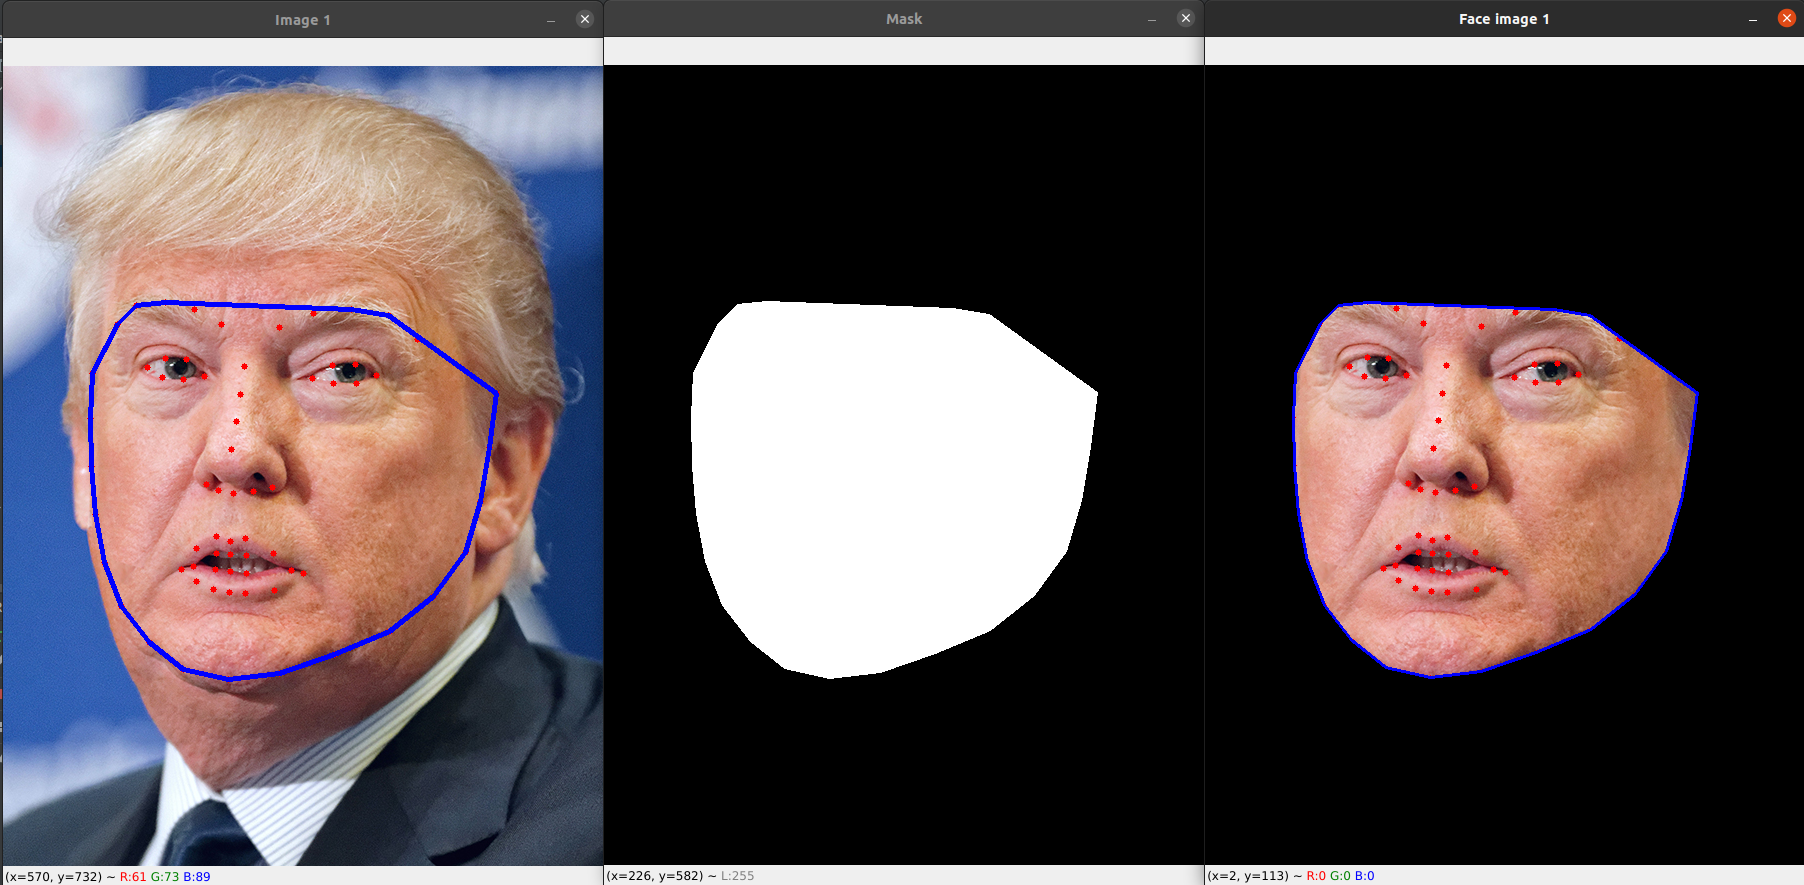 Image 1
Mask
Face image 1
(x=570, y=732) ~ R:61 G:73 B:89
(x=226, y=582) ~ L:255
(x=2, y=113) ~ R:0 G:0 B:0